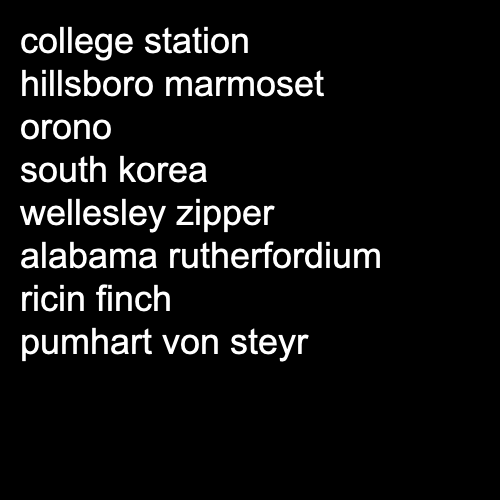 college station
hillsboro marmoset
orono
south korea
wellesley zipper
alabama rutherfordium
ricin finch
pumhart von steyr